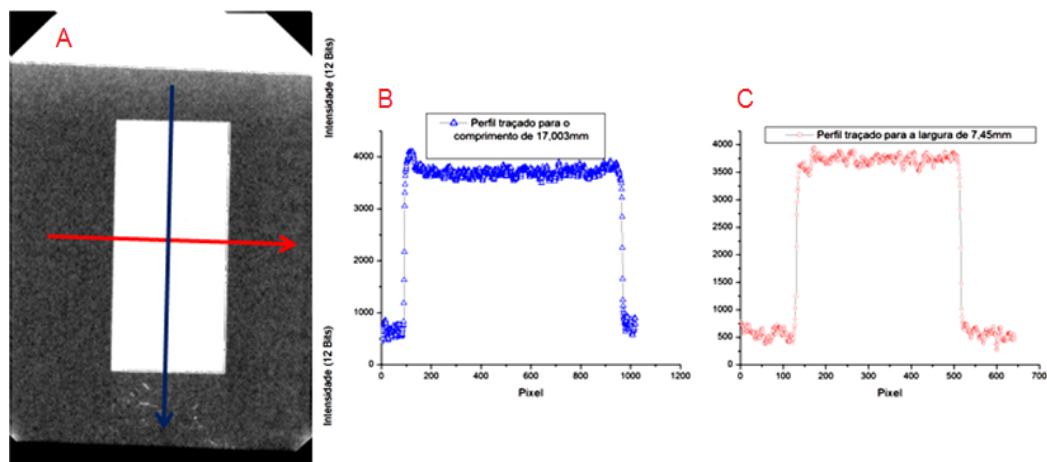 A
Intensidade (12 Bits)
Intensidade (12 Bits)
B
Perfil traçado para o
comprimento de 17,003mm
4000
3000
2000
1000
0
0
200
400
600
800
1000
1200
Pixel
C
Perfil traçado para a largura de 7,45mm
4000
3500
3000
2500
2000
1500
1000
500
0
0
100
200
300
400
500
600
700
Pixel